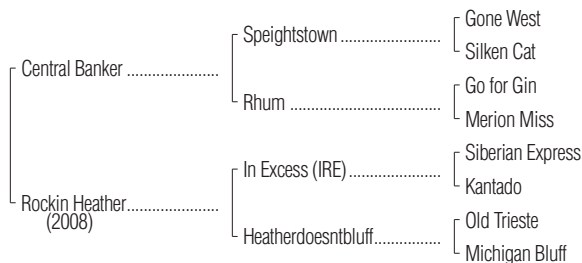 Gone West
Speightstown
Silken Cat
Central Banker
Go for Gin
Rhum
Merion Miss
Siberian Express
In Excess (IRE)
Kantado
Rockin Heather
(2008)
Old Trieste
Heatherdoesntbluff
Michigan Bluff